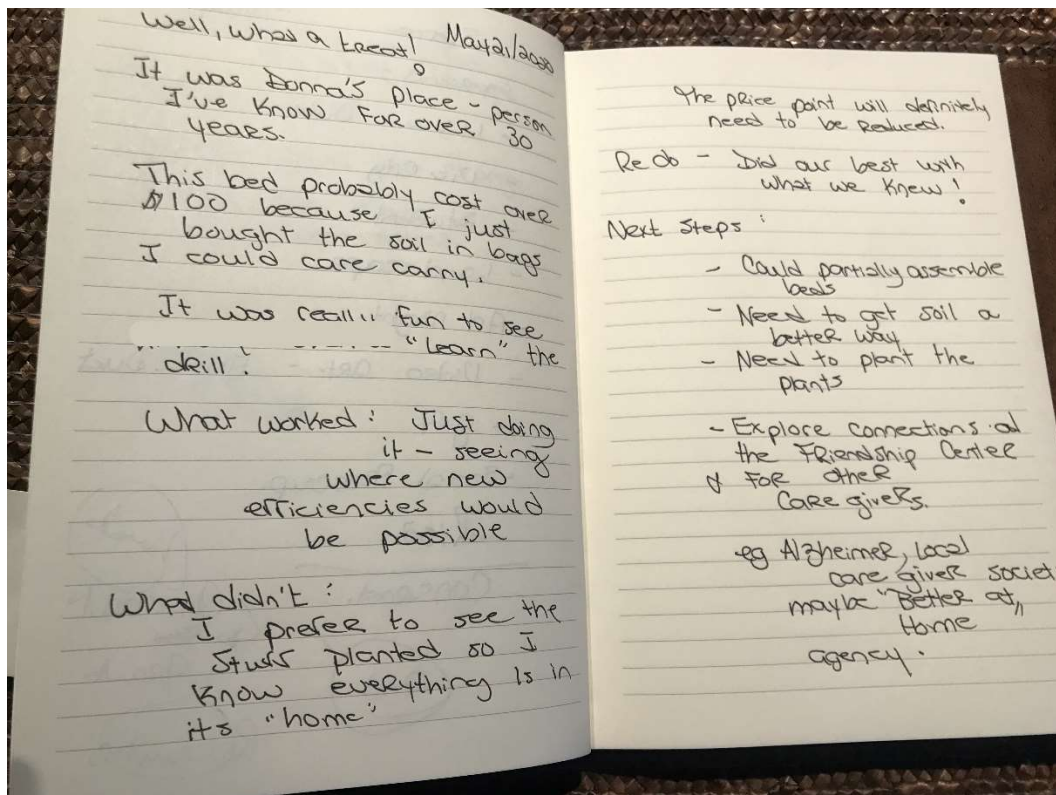 Well, what a treat!
May 21/2020
It was Donna's place - person
I've know for over 30
years.
This bed probably cost over
$100 because I just
bought the soil in bags
I could care carry.
It was fun to see
"learn" the
drill!
What worked: Just doing
it - seeing
where new
efficiencies would
be possible
What didn't:
I prefer to see the
stuff planted so I
know everything is in
its "home"
The price point will definitely
need to be reduced.
Redo - Did our best with
what we knew!
Next Steps:
- Could partially assemble
beds
- Need to get soil a
better way
- Need to plant the
plants
- Explore connections at
the Friendship Center
& for other
care givers.
eg Alzheimer, local
care giver societ
maybe "Better at
Home"
agency.